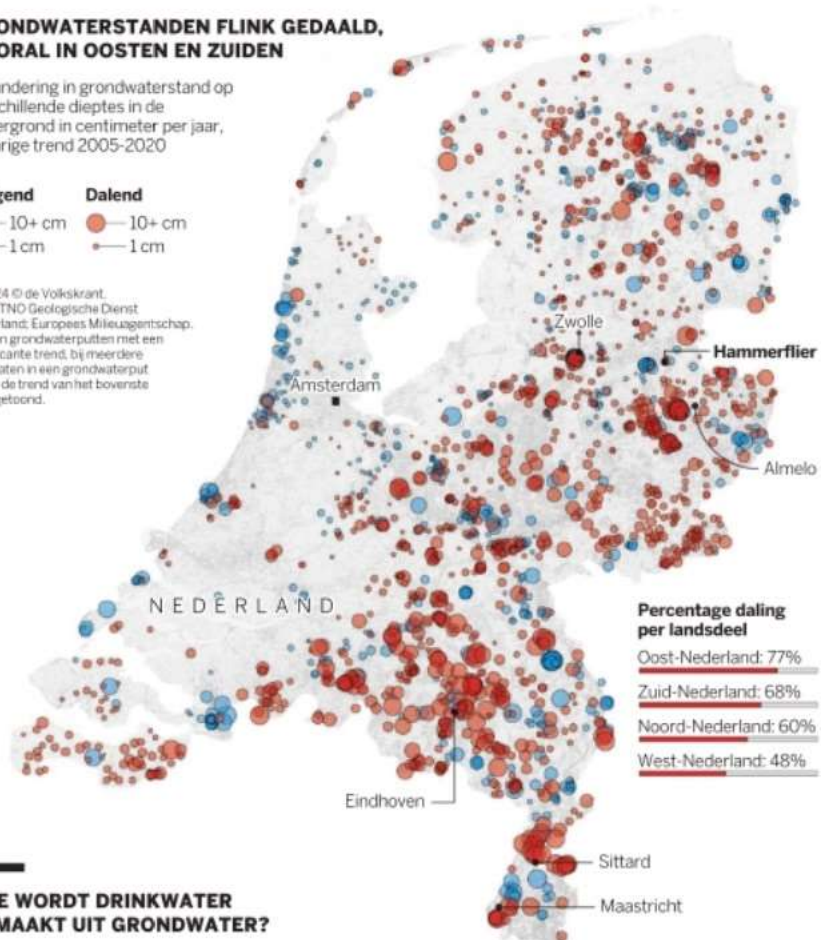 ONDWATERSTANDEN FLINK GEDAALD,
ORAL IN OOSTEN EN ZUIDEN
ndering in grondwaterstand op
chillende dieptes in de
ergrond in centimeter per jaar,
rige trend 2005-2020
gend Dalend
10+ cm 10+ cm
1 cm 1 cm
24 © de Volkskrant.
TNO Geologische Dienst
rland; Europees Milieuagentschap.
n grondwaterputten met een
cante trend, bij meerdere
aten in een grondwaterput
de trend van het bovenste
getoond.
Zwolle
Hammerflier
Amsterdam
Almelo
NEDERLAND
Percentage daling
per landsdeel
Oost-Nederland: 77%
Zuid-Nederland: 68%
Noord-Nederland: 60%
West-Nederland: 48%
Eindhoven
Sittard
Maastricht
E WORDT DRINKWATER
MAAKT UIT GRONDWATER?